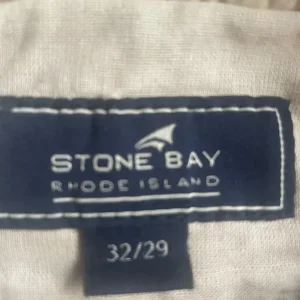 STONE BAY
RHODE ISLAND
32/29